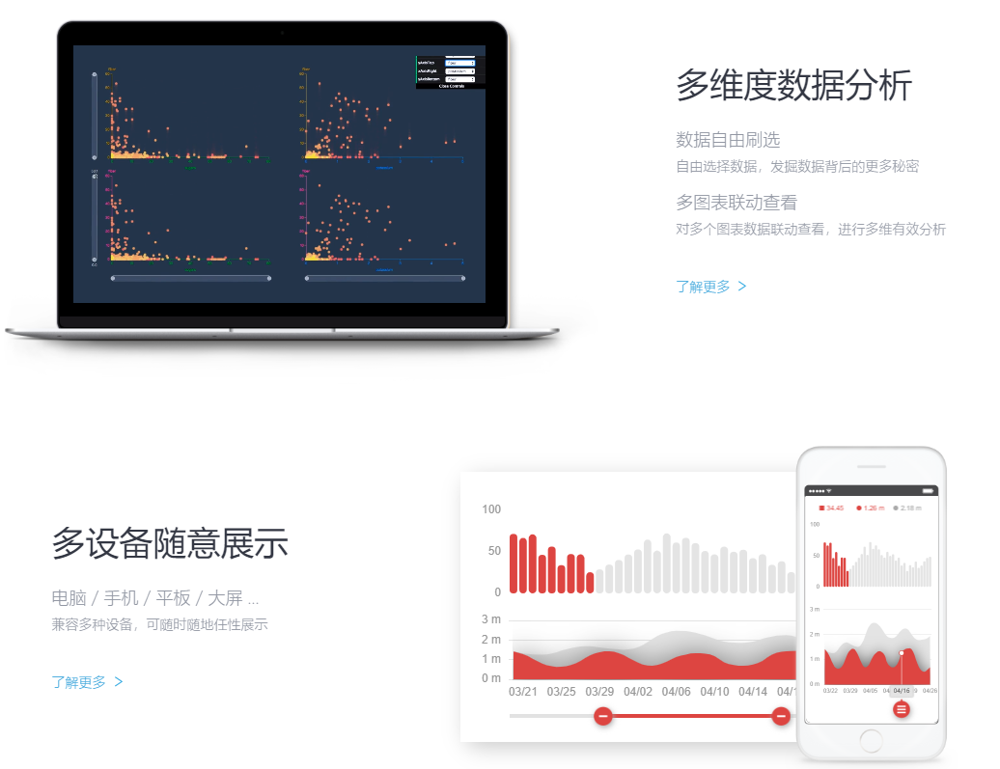 多维度数据分析
数据自由刷选
自由选择数据，发掘数据背后的更多秘密
多图表联动查看
对多个图表数据联动查看，进行多维有效分析
了解更多 >
xAxisTop
xAxisRight
xAxisBottom
Close Controls
多设备随意展示
电脑 / 手机 / 平板 / 大屏 ...
兼容多种设备，可随时随地任性展示
了解更多 >
100
50
0
3 m
2 m
1 m
0 m
03/21 03/25 03/29 04/02 04/06 04/10 04/14 04/1
34.45 1.26 m 2.18 m
100
50
0
3 m
2 m
1 m
0 m
03/22 03/29 04/05 04/16 04/26